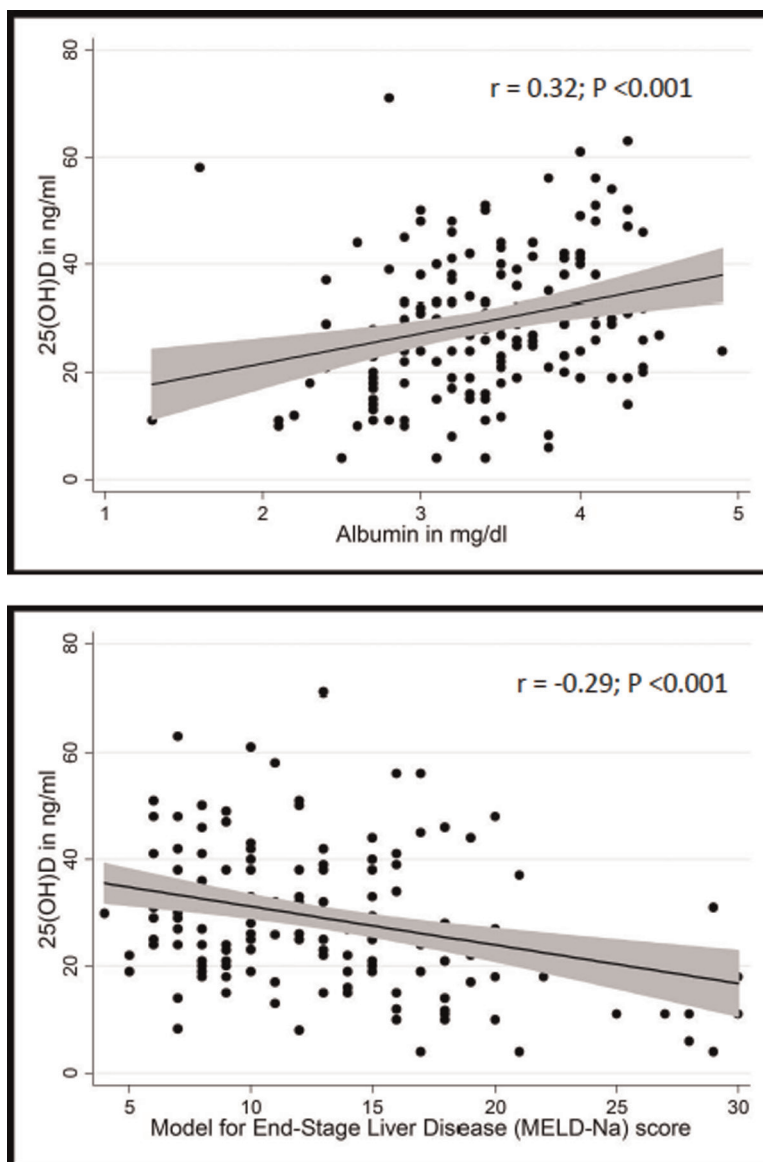 80
60
40
20
0
25(OH)D in ng/ml
r = 0.32; P <0.001
1 2 3 4 5
Albumin in mg/dl
80
60
40
20
0
25(OH)D in ng/ml
r = -0.29; P <0.001
5 10 15 20 25 30
Model for End-Stage Liver Disease (MELD-Na) score